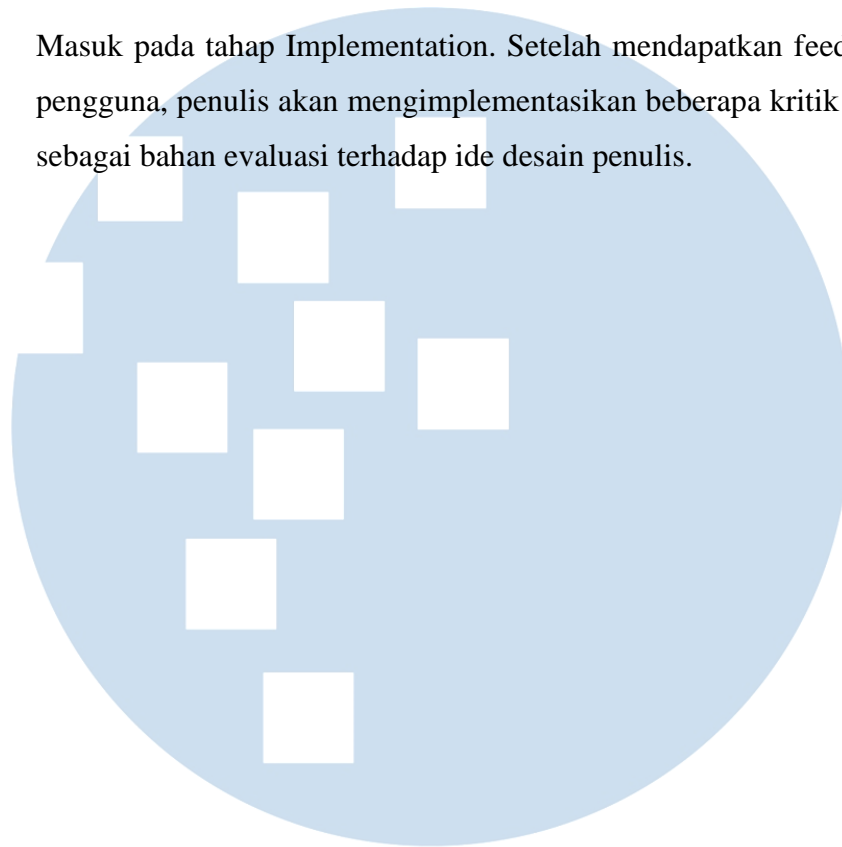 Masuk pada tahap Implementation. Setelah mendapatkan feed
pengguna, penulis akan mengimplementasikan beberapa kritik
sebagai bahan evaluasi terhadap ide desain penulis.